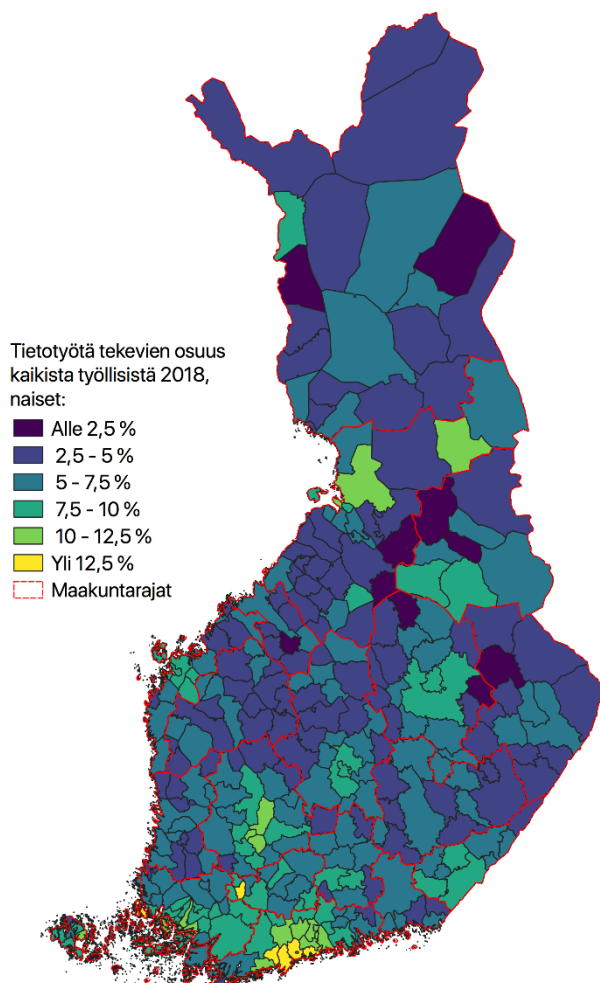 Tietotyötä tekevien osuus
kaikista työllisistä 2018,
naiset:
Alle 2,5 %
2,5 - 5 %
5 - 7,5 %
7,5 - 10 %
10 - 12,5 %
Yli 12,5 %
Maakuntarajat